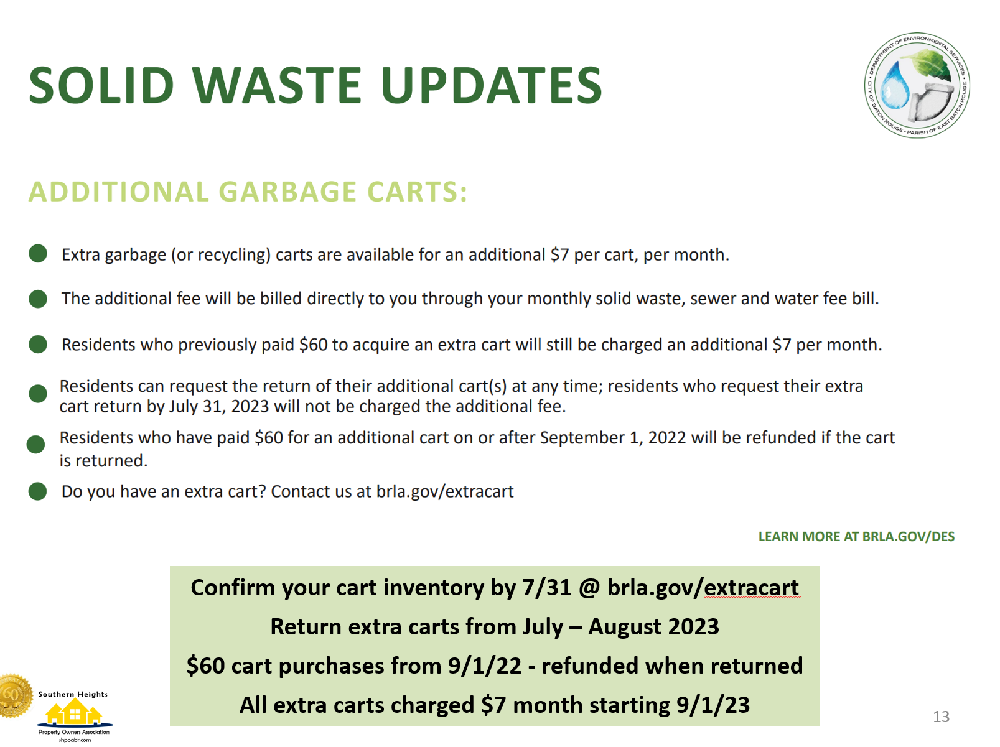 SOLID WASTE UPDATES
• DEPARTMENT OF ENVIRONMENTAL SERVICES •
CITY OF BATON ROUGE - PARISH OF EAST BATON ROUGE
ADDITIONAL GARBAGE CARTS:
Extra garbage (or recycling) carts are available for an additional $7 per cart, per month.
The additional fee will be billed directly to you through your monthly solid waste, sewer and water fee bill.
Residents who previously paid $60 to acquire an extra cart will still be charged an additional $7 per month.
Residents can request the return of their additional cart(s) at any time; residents who request their extra
cart return by July 31, 2023 will not be charged the additional fee.
Residents who have paid $60 for an additional cart on or after September 1, 2022 will be refunded if the cart
is returned.
Do you have an extra cart? Contact us at brla.gov/extracart
LEARN MORE AT BRLA.GOV/DES
Confirm your cart inventory by 7/31 @ brla.gov/extracart
Return extra carts from July – August 2023
$60 cart purchases from 9/1/22 - refunded when returned
All extra carts charged $7 month starting 9/1/23
60
Southern Heights
Property Owners Association
shpoabr.com
13